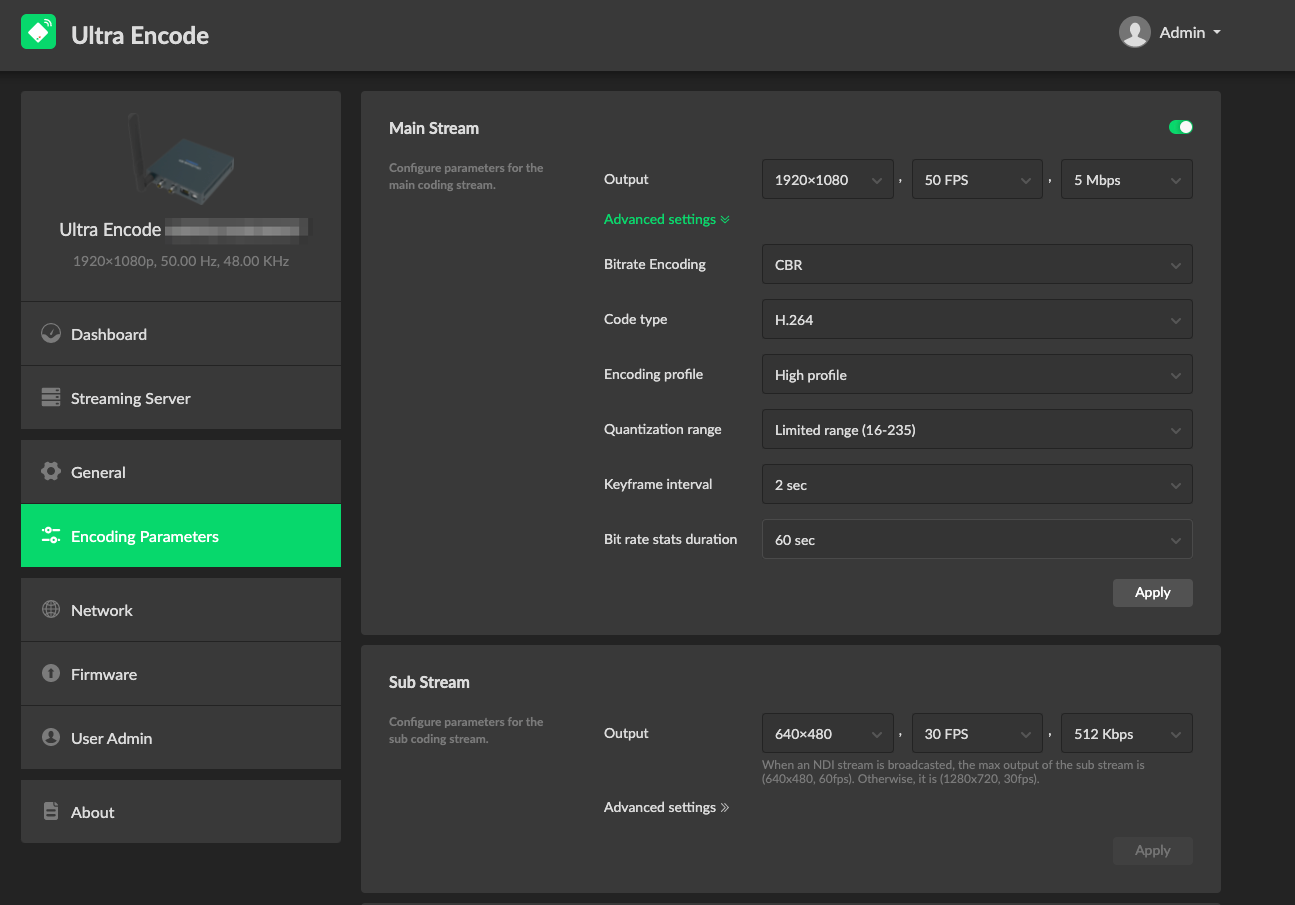 Ultra Encode
Admin
Ultra Encode
1920×1080p, 50.00 Hz, 48.00 KHz
Dashboard
Streaming Server
General
Encoding Parameters
Network
Firmware
User Admin
About
Main Stream
Configure parameters for the
main coding stream.
Output 1920×1080 , 50 FPS , 5 Mbps
Advanced settings
Bitrate Encoding CBR
Code type H.264
Encoding profile High profile
Quantization range Limited range (16-235)
Keyframe interval 2 sec
Bit rate stats duration 60 sec
Apply
Sub Stream
Configure parameters for the
sub coding stream.
Output 640×480 , 30 FPS , 512 Kbps
When an NDI stream is broadcasted, the max output of the sub stream is
(640x480, 60fps). Otherwise, it is (1280x720, 30fps).
Advanced settings
Apply